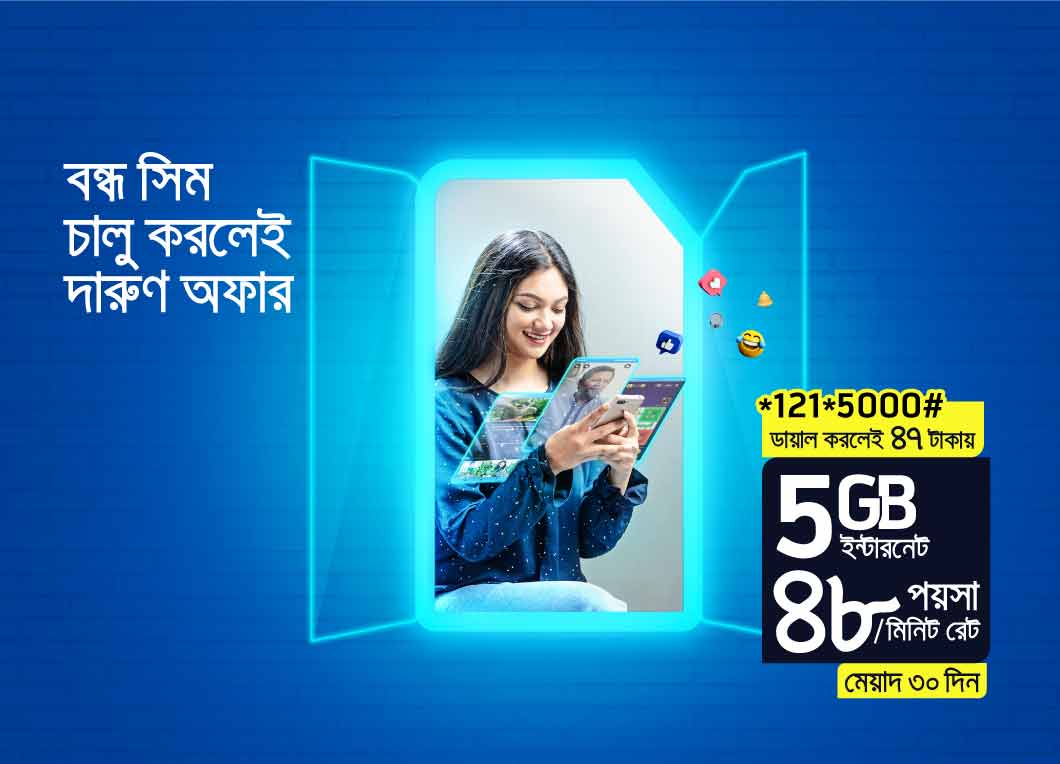 বন্ধ সিম
চালু করলেই
দারুণ অফার
*121*5000#
ডায়াল করলেই ৪৭ টাকায়
5GB
ইন্টারনেট
৪৮ পয়সা
/মিনিট রেট
মেয়াদ ৩০ দিন